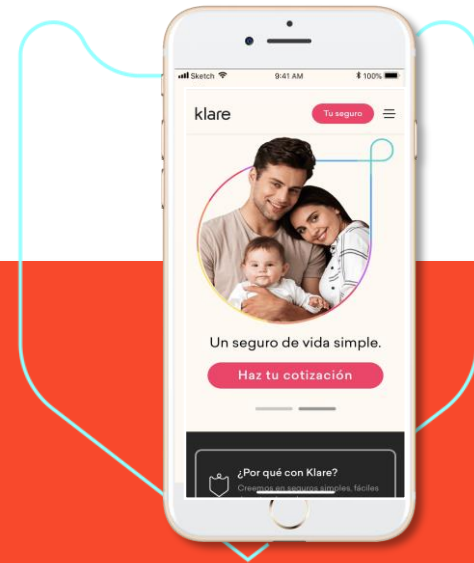 Sketch 9:41 AM 100%
klare Tu seguro
Un seguro de vida simple.
Haz tu cotización
¿Por qué con Klare?
Creemos en seguros simples, fáciles